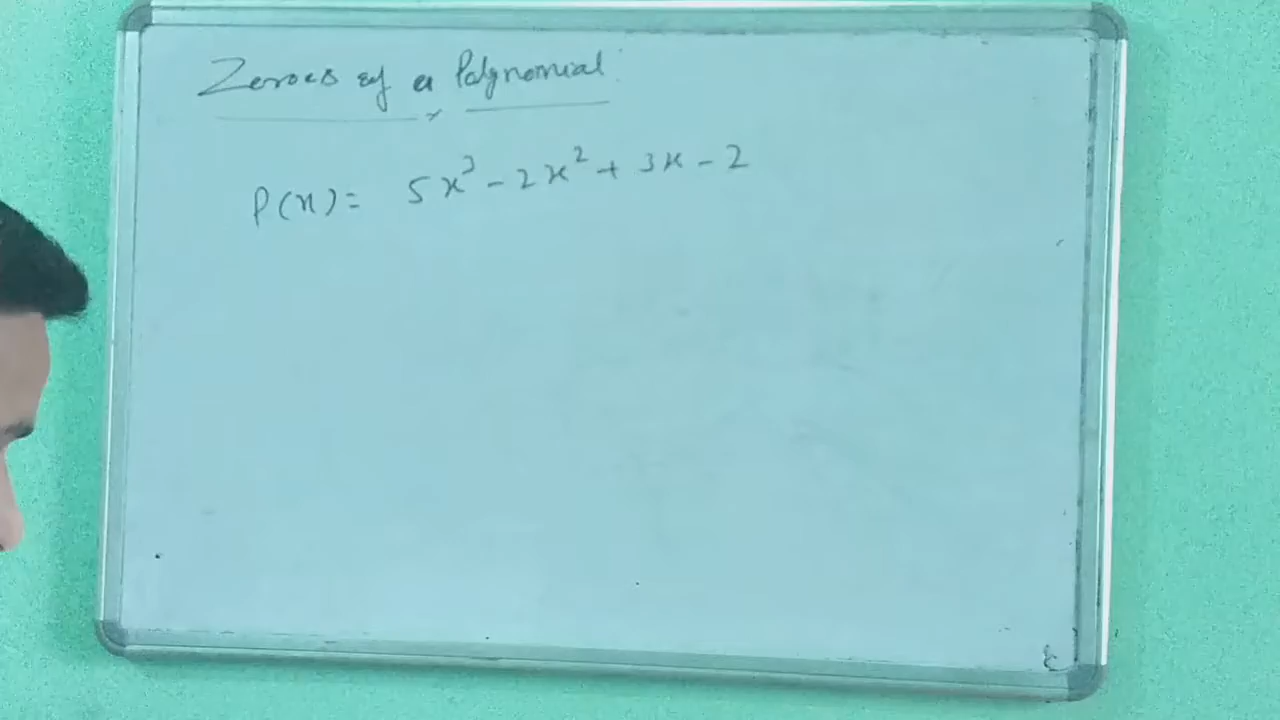 Zeroes of a Polynomial
P(x) = 5x³ - 2x² + 3x - 2